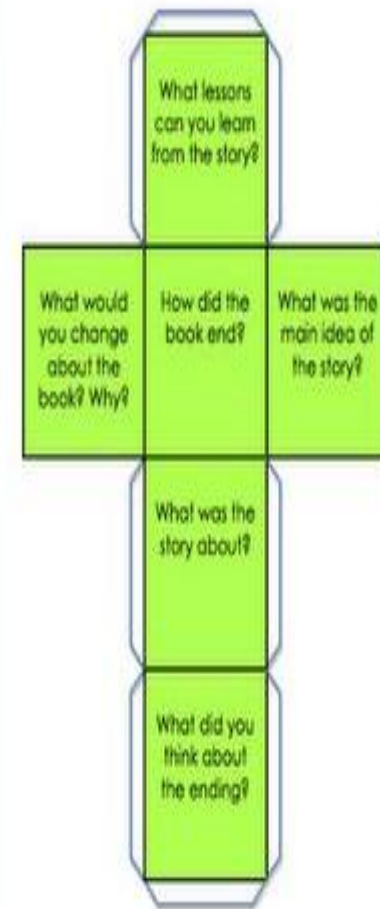 What lessons
can you learn
from the story?
What would
you change
about the
book? Why?
How did the
book end?
What was the
main idea of
the story?
What was the
story about?
What did you
think about
the ending?